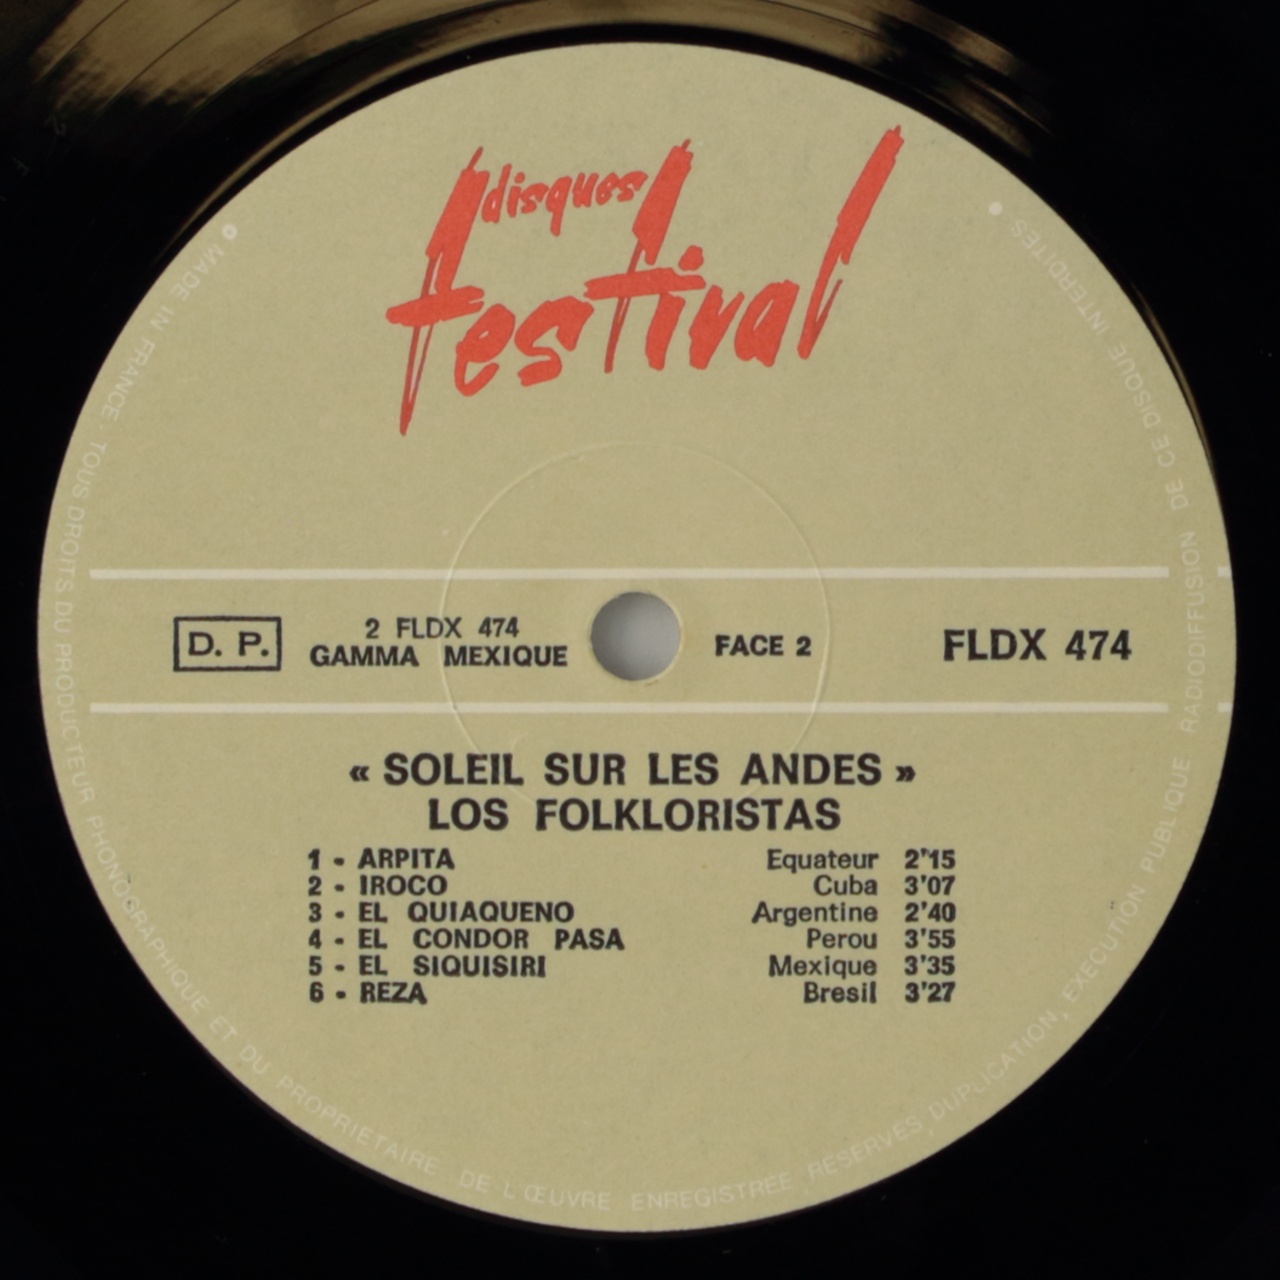 disques
festival
D. P.
2 FLDX 474
GAMMA MEXIQUE
FACE 2
FLDX 474
« SOLEIL SUR LES ANDES »
LOS FOLKLORISTAS
1 - ARPITA Equateur 2'15
2 - IROCO Cuba 3'07
3 - EL QUIAQUENO Argentine 2'40
4 - EL CONDOR PASA Perou 3'55
5 - EL SIQUISIRI Mexique 3'35
6 - REZA Bresil 3'27
MADE IN FRANCE . TOUS DROITS DU PRODUCTEUR PHONOGRAPHIQUE ET DU PROPRIETAIRE DE L'ŒUVRE ENREGISTREE RESERVES, DUPLICATION, EXECUTION PUBLIQUE RADIODIFFUSION DE CE DISQUE INTERDITES